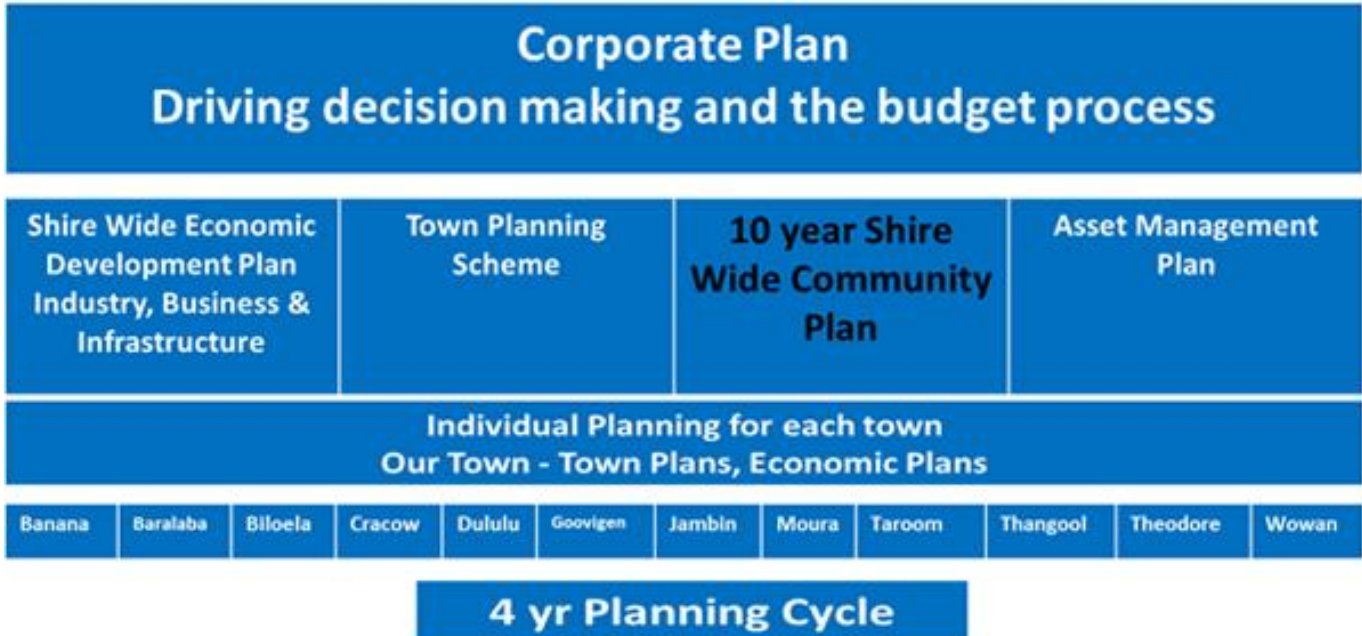 Corporate Plan
Driving decision making and the budget process
Shire Wide Economic
Development Plan
Industry, Business &
Infrastructure
Town Planning
Scheme
10 year Shire
Wide Community
Plan
Asset Management
Plan
Individual Planning for each town
Our Town - Town Plans, Economic Plans
Banana
Baralaba
Biloela
Cracow
Dululu
Goovigen
Jambin
Moura
Taroom
Thangool
Theodore
Wowan
4 yr Planning Cycle